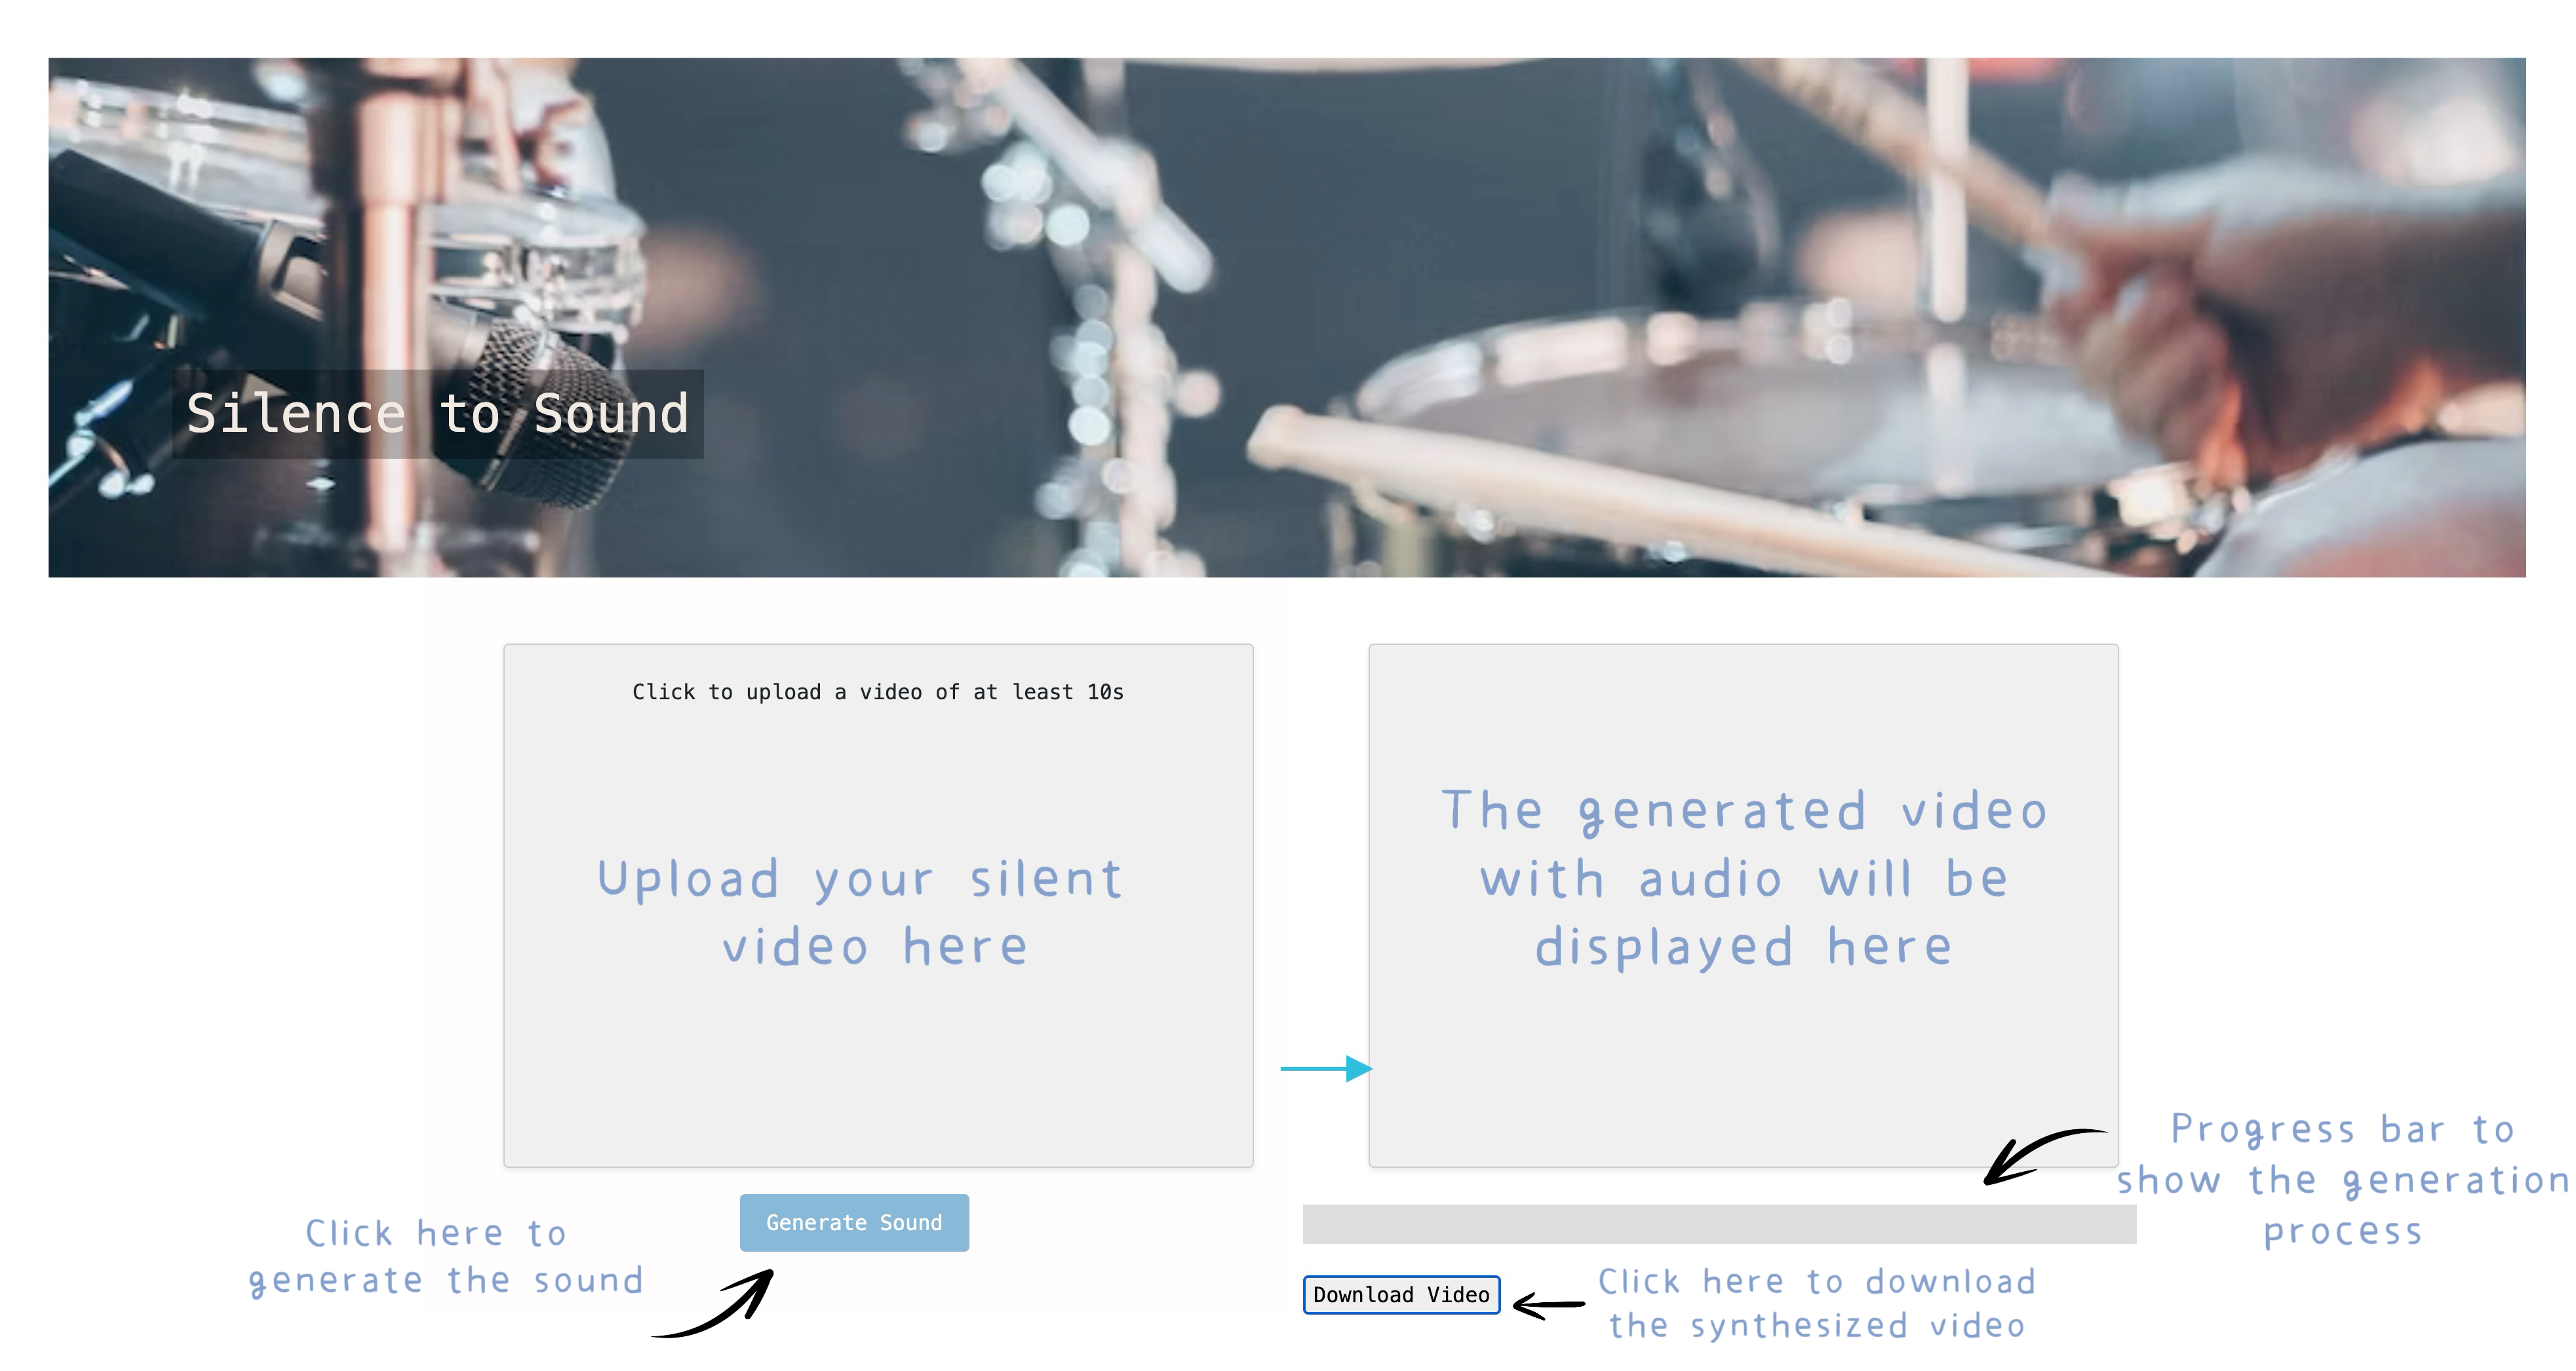 Silence to Sound
Click to upload a video of at least 10s
Upload your silent
video here
The generated video
with audio will be
displayed here
Progress bar to
show the generation
process
Generate Sound
Click here to
generate the sound
Download Video
Click here to download
the synthesized video